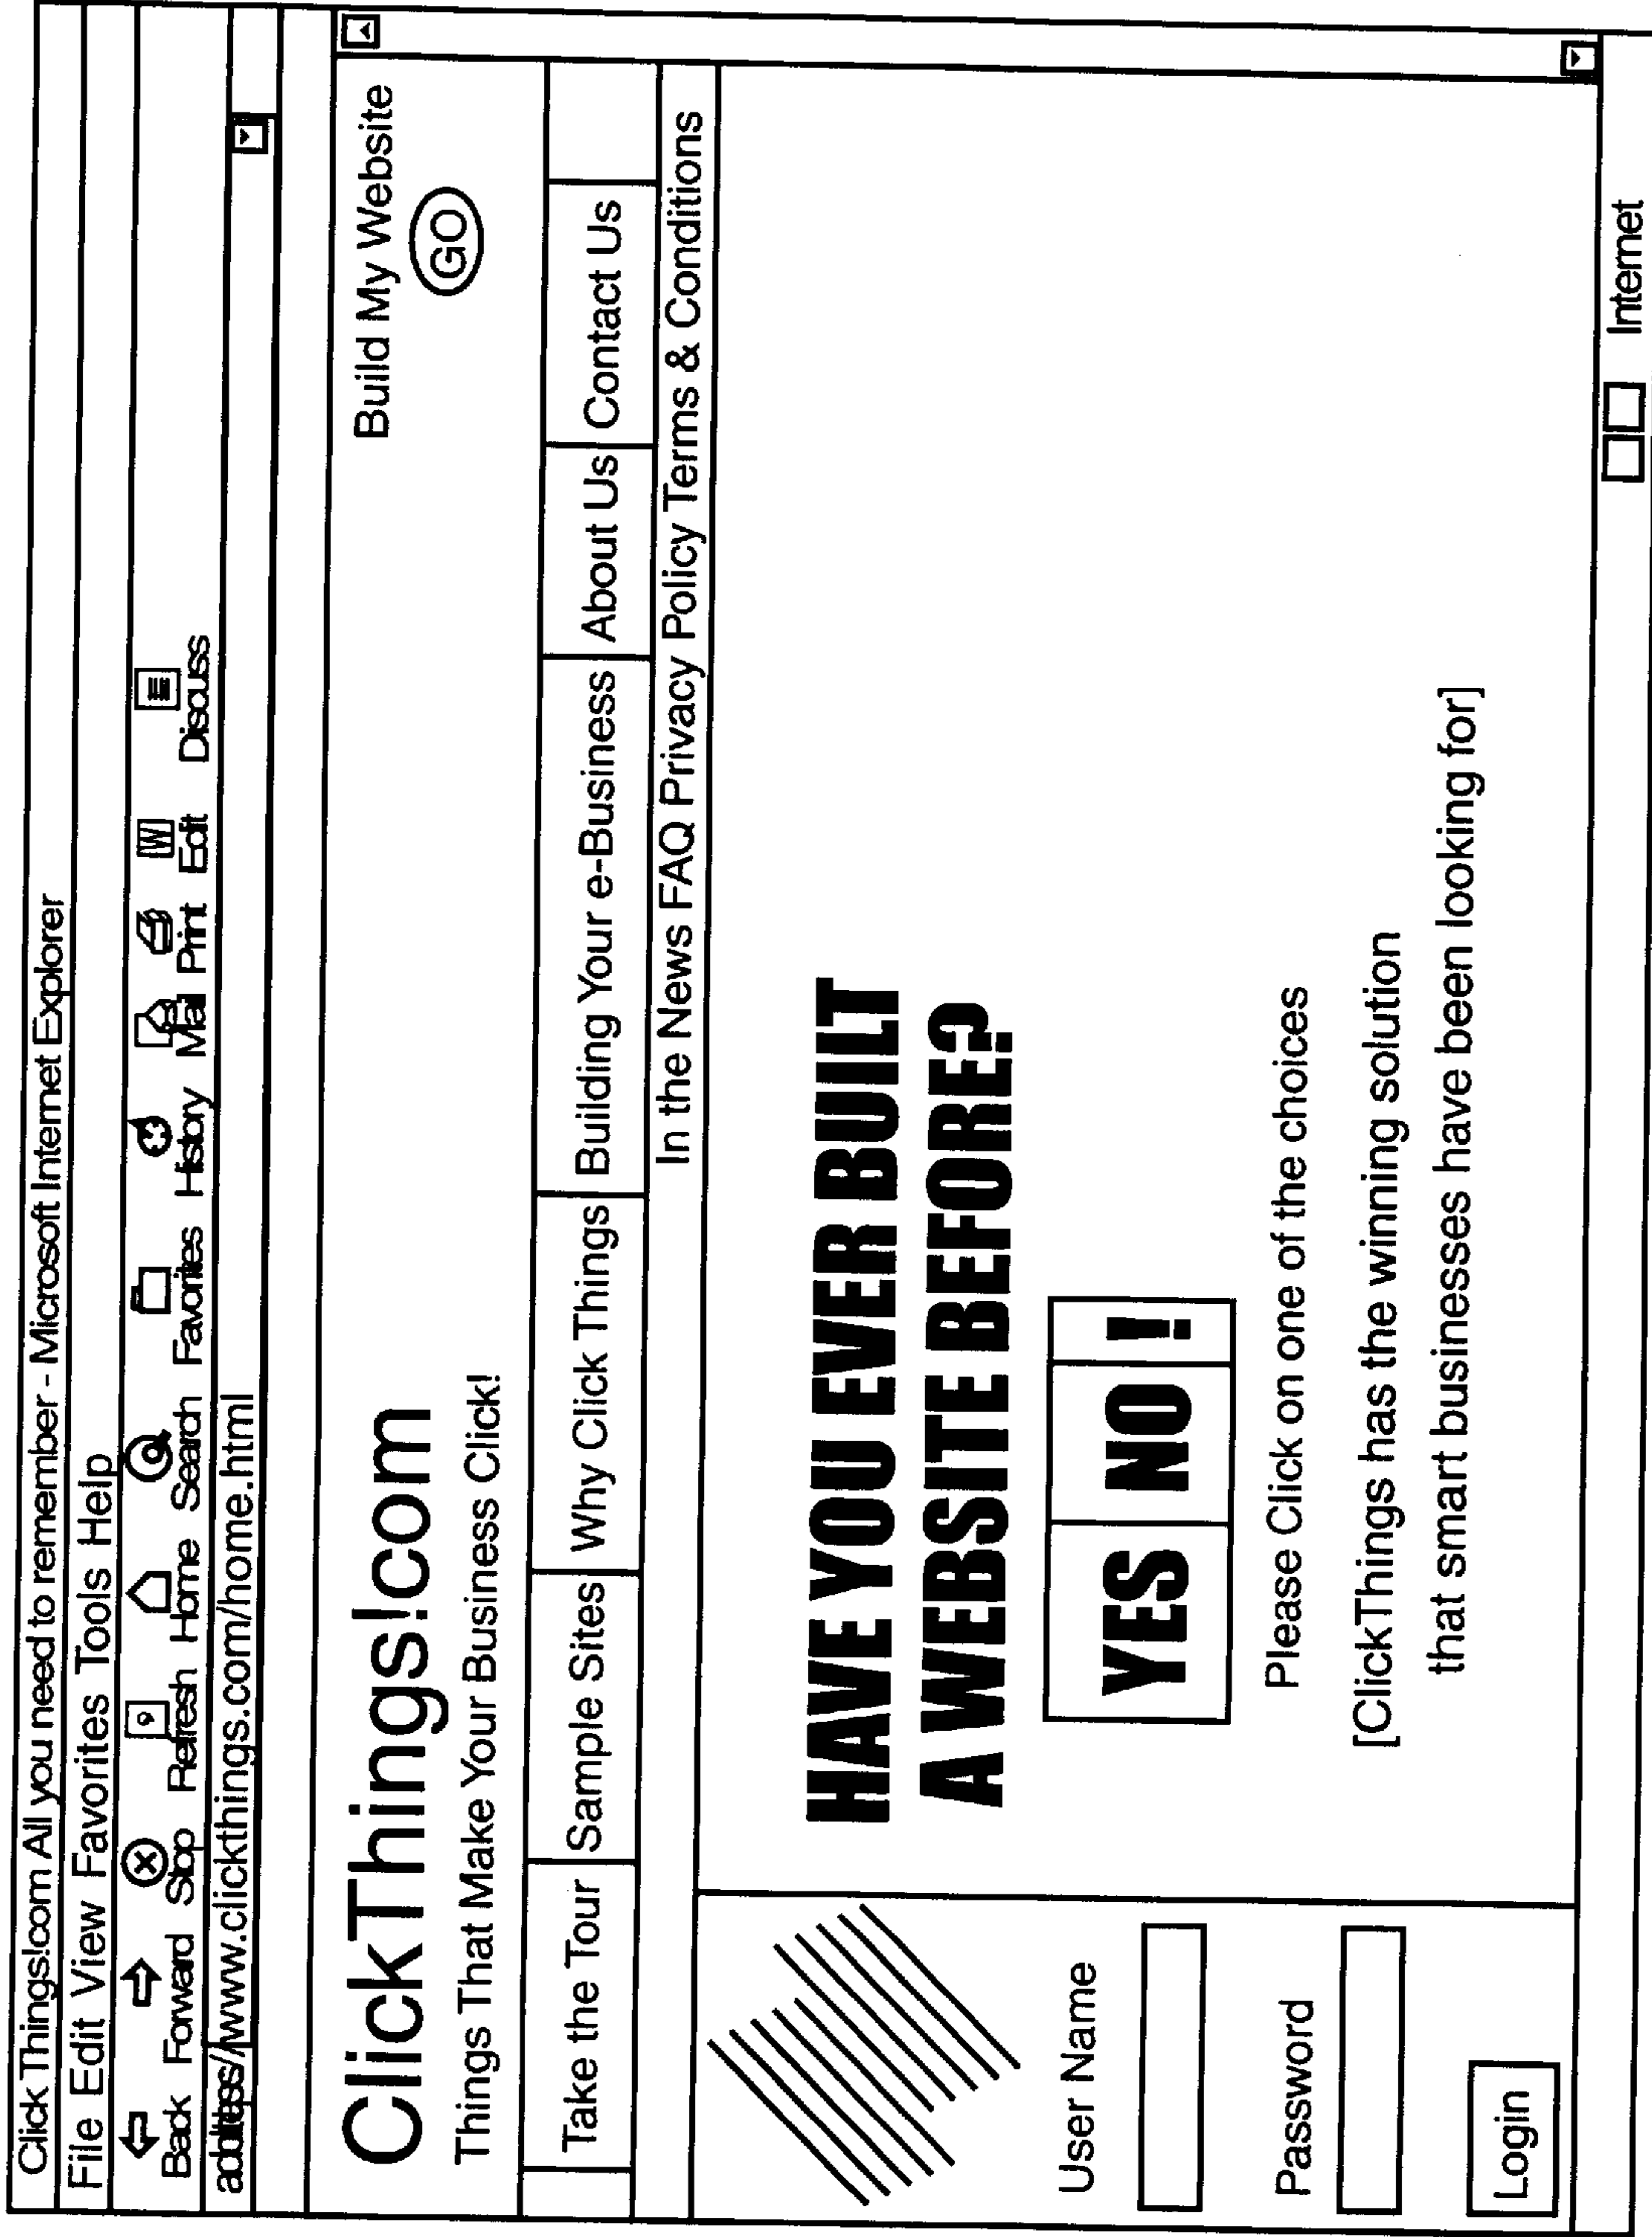 Click Things!com All you need to remember - Microsoft Internet Explorer
File Edit View Favorites Tools Help
Back Forward Stop Refresh Home Search Favorites History Mail Print Edit Discuss
address//www.clickthings.com/home.html
ClickThings!com
Build My Website
Things That Make Your Business Click!
GO
Take the Tour Sample Sites Why Click Things Building Your e-Business About Us Contact Us
In the News FAQ Privacy Policy Terms & Conditions
HAVE YOU EVER BUILT
A WEBSITE BEFORE?
YES NO !
Please Click on one of the choices
[ClickThings has the winning solution
that smart businesses have been looking for]
User Name
Password
Login
Internet